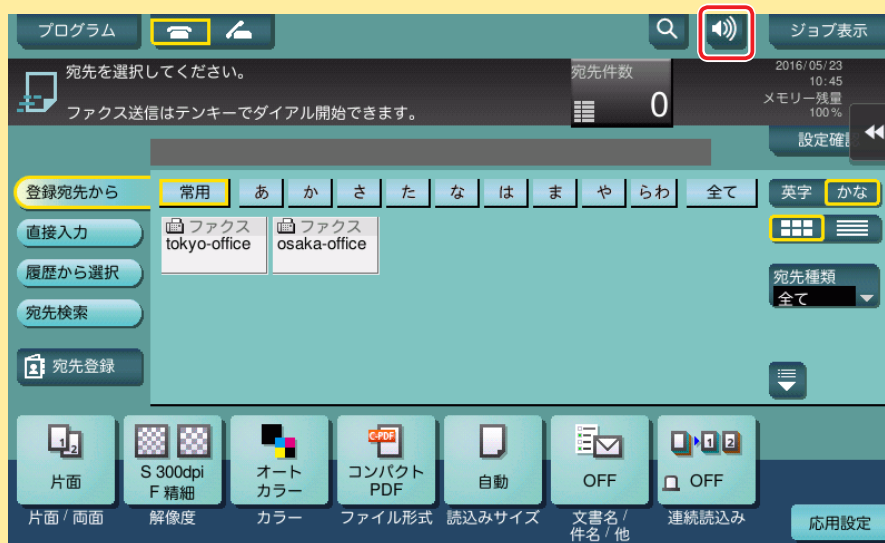 プログラム
ジョブ表示
宛先を選択してください。
ファクス送信はテンキーでダイアル開始できます。
宛先件数
0
2016/05/23
10:45
メモリー残量
100%
設定確認
登録宛先から
常用 あ か さ た な は ま や らわ 全て
英字 かな
直接入力
履歴から選択
宛先検索
宛先登録
ファクス
tokyo-office
ファクス
osaka-office
宛先種類
全て
1 2
片面
片面/両面
S 300dpi
F 精細
解像度
オート
カラー
カラー
C-PDF
コンパクト
PDF
ファイル形式
自動
読込みサイズ
OFF
文書名/
件名/他
1 2
OFF
連続読込み
応用設定